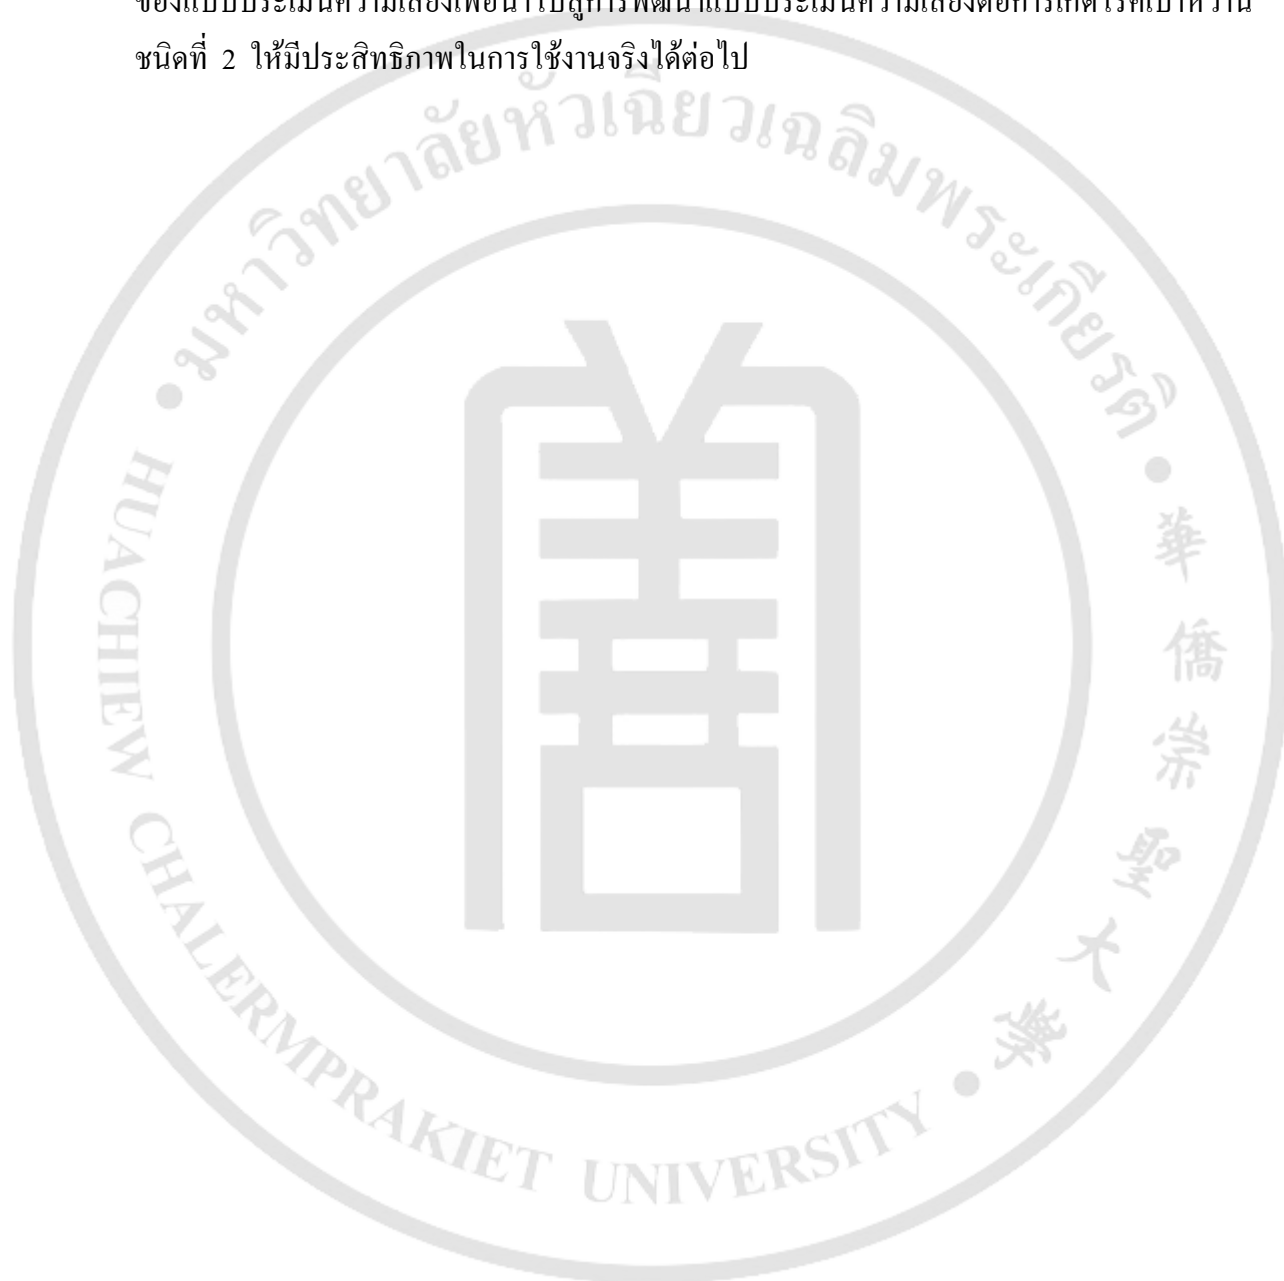 ของแบบประเมินความเสี่ยงเพื่อนำไปสู่การพัฒนาแบบประเมินความเสี่ยงต่อการเกิดโรคเบาหวาน
ชนิดที่ 2 ให้มีประสิทธิภาพในการใช้งานจริงได้ต่อไป
มหาวิทยาลัยหัวเฉียวเฉลิมพระเกียรติ
華僑崇聖大學
HUACHIEW CHALERMPRAKIET UNIVERSITY